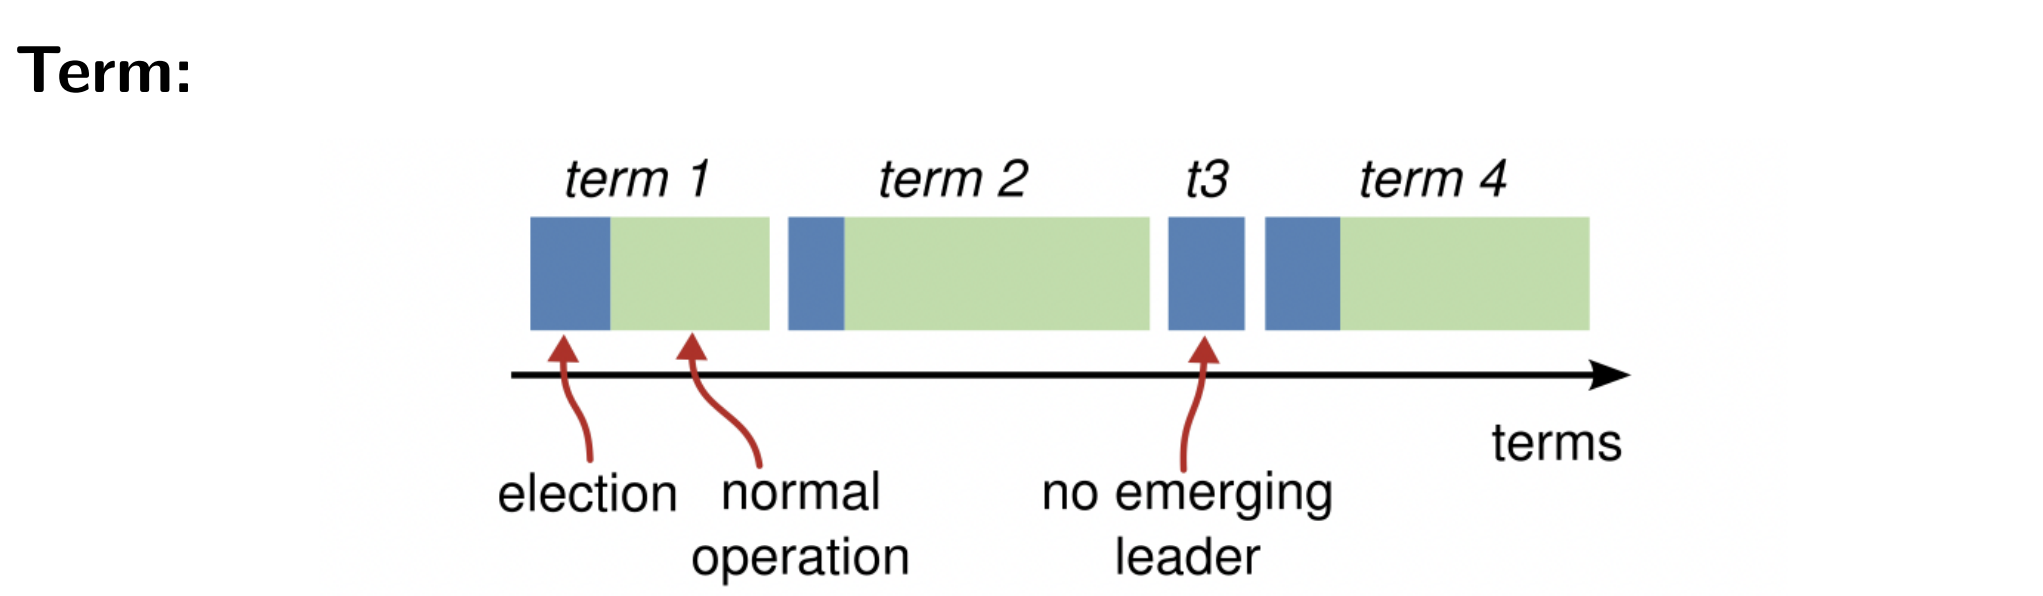 Term:
term 1 term 2 t3 term 4
terms
election normal operation no emerging leader